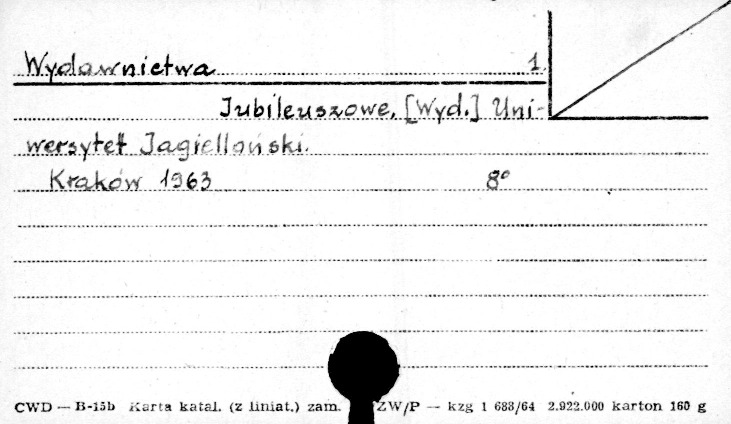 Wydawnictwa 1.
Jubileuszowe. [Wyd.] Uni-
wersytet Jagielloński.
Kraków 1963 8°
CWD — B-15b Karta katal. (z liniat.) zam. ZW/P — kzg 1 688/64 2.922.000 karton 160 g